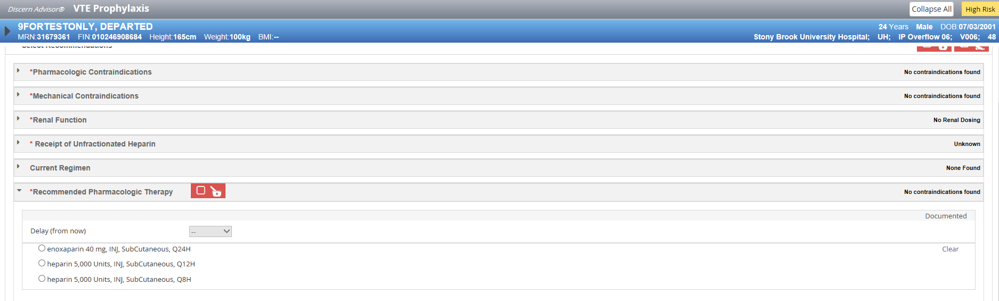 Discern Advisor® VTE Prophylaxis Collapse All High Risk
9FORTESTONLY, DEPARTED 24 Years Male DOB:07/03/2001
MRN:31679361 FIN:010246908684 Height:165cm Weight:100kg BMI:-- Stony Brook University Hospital; UH; IP Overflow 06; V006; 48
Select Recommendations
*Pharmacologic Contraindications No contraindications found
*Mechanical Contraindications No contraindications found
*Renal Function No Renal Dosing
* Receipt of Unfractionated Heparin Unknown
Current Regimen None Found
*Recommended Pharmacologic Therapy No contraindications found
Documented
Delay (from now) --
enoxaparin 40 mg, INJ, SubCutaneous, Q24H Clear
heparin 5,000 Units, INJ, SubCutaneous, Q12H
heparin 5,000 Units, INJ, SubCutaneous, Q8H